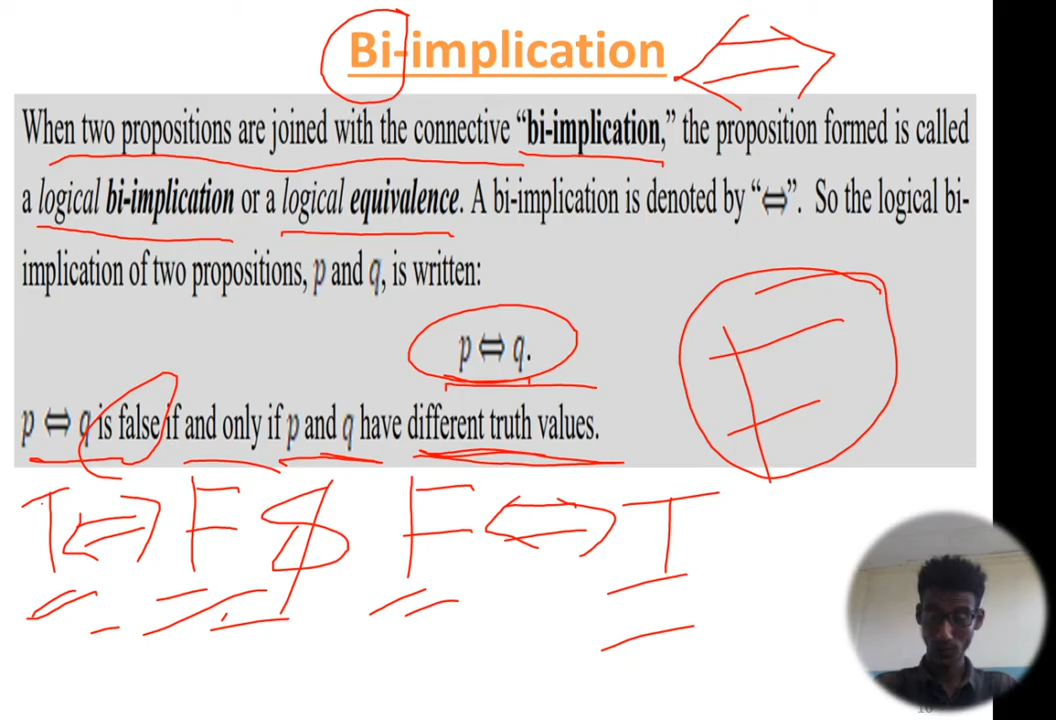 Bi-implication
When two propositions are joined with the connective “bi-implication,” the proposition formed is called
a logical bi-implication or a logical equivalence. A bi-implication is denoted by “⇔”. So the logical bi-
implication of two propositions, p and q, is written:
p ⇔ q.
p ⇔ q is false if and only if p and q have different truth values.
F
T ⇔ F & F ⇔ T